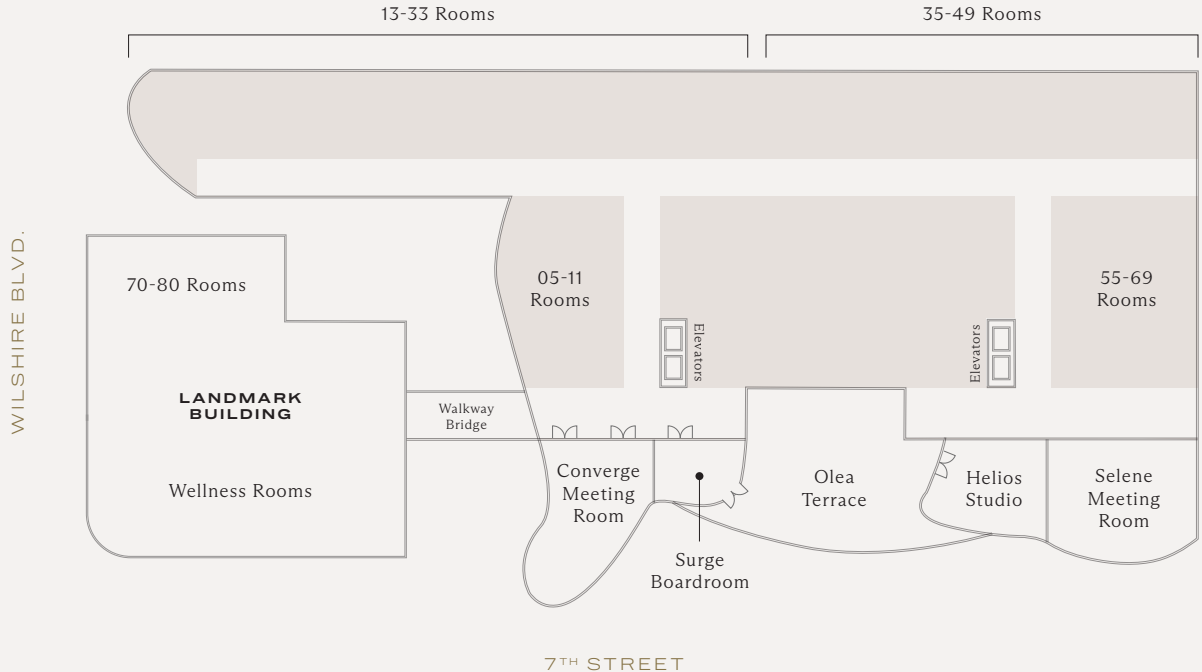 13-33 Rooms
35-49 Rooms
WILSHIRE BLVD.
70-80 Rooms
05-11
Rooms
55-69
Rooms
Elevators
Elevators
LANDMARK
BUILDING
Walkway
Bridge
Wellness Rooms
Converge
Meeting
Room
Surge
Boardroom
Olea
Terrace
Helios
Studio
Selene
Meeting
Room
7TH STREET